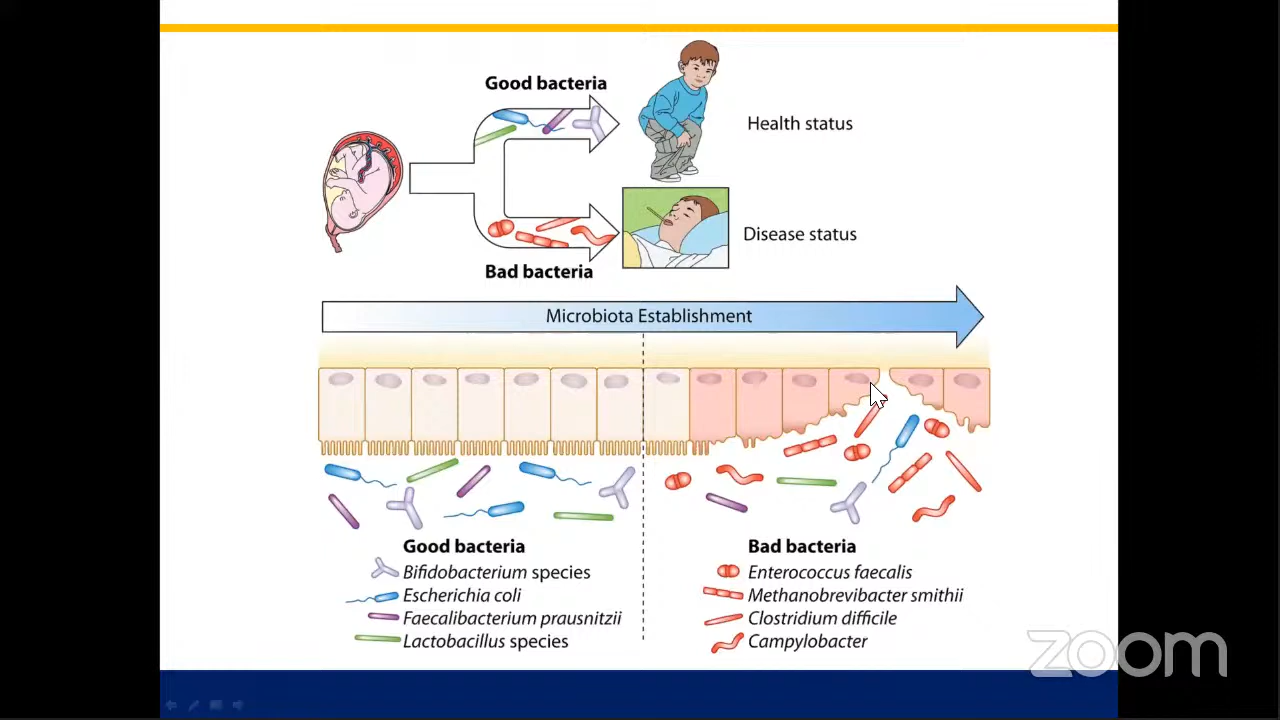 Good bacteria
Health status
Disease status
Bad bacteria
Microbiota Establishment
Good bacteria
Bifidobacterium species
Escherichia coli
Faecalibacterium prausnitzii
Lactobacillus species
Bad bacteria
Enterococcus faecalis
Methanobrevibacter smithii
Clostridium difficile
Campylobacter
zoom